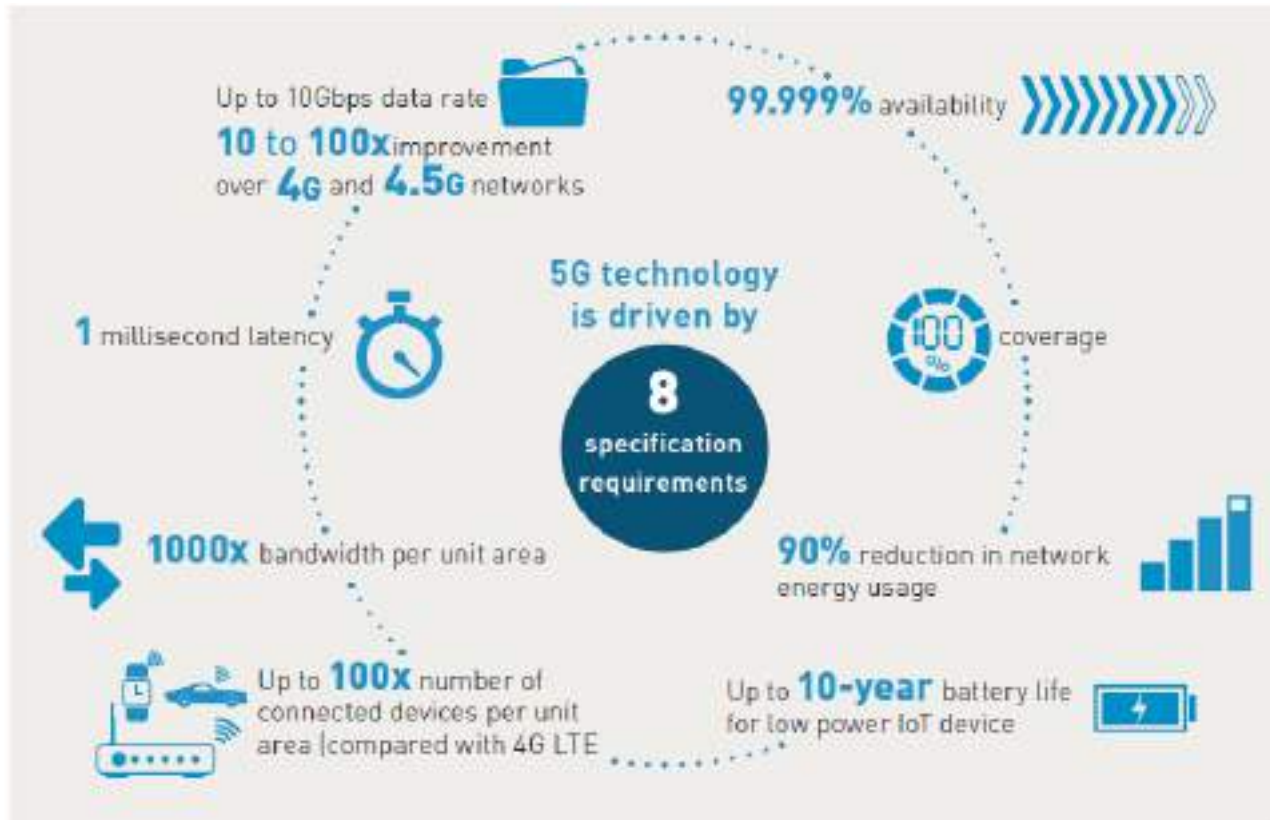 Up to 10Gbps data rate
10 to 100x improvement
over 4G and 4.5G networks
99.999% availability
5G technology
is driven by
8
specification
requirements
1 millisecond latency
100
%
coverage
1000x bandwidth per unit area
90% reduction in network
energy usage
Up to 100x number of
connected devices per unit
area (compared with 4G LTE
Up to 10-year battery life
for low power IoT device